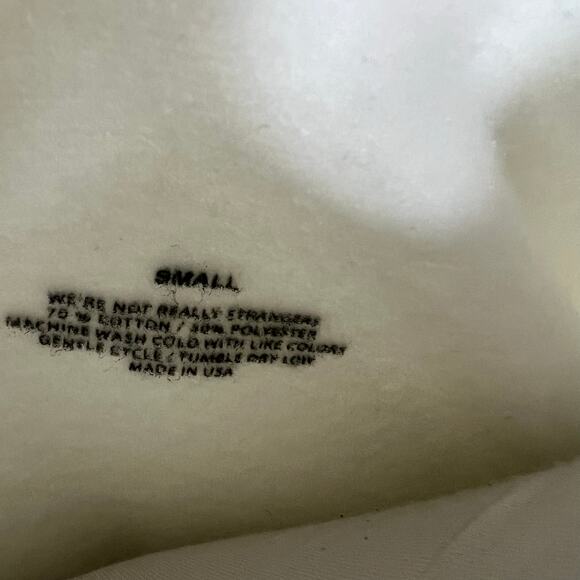 SMALL
WE'RE NOT REALLY STRANGERS
70 % COTTON / 30% POLYESTER
MACHINE WASH COLD WITH LIKE COLORS
GENTLE CYCLE / TUMBLE DRY LOW
MADE IN USA